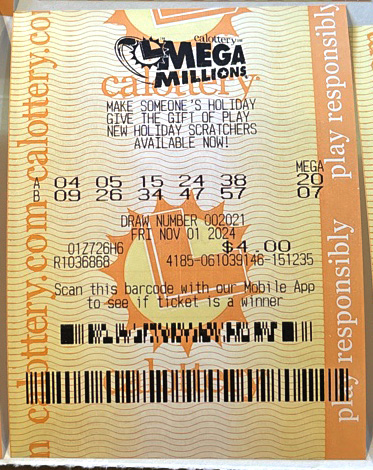 calottery™
MEGA
MILLIONS
calottery
MAKE SOMEONE'S HOLIDAY
GIVE THE GIFT OF PLAY
NEW HOLIDAY SCRATCHERS
AVAILABLE NOW!
MEGA
A 04 05 15 24 38 20
B 09 26 34 47 57 07
DRAW NUMBER 002021
FRI NOV 01 2024
012726H6 $4.00
R1036868 4185-061039146-151235
Scan this barcode with our Mobile App
to see if ticket is a winner
calottery
calottery.com
calottery.com
play responsibly
play responsibly